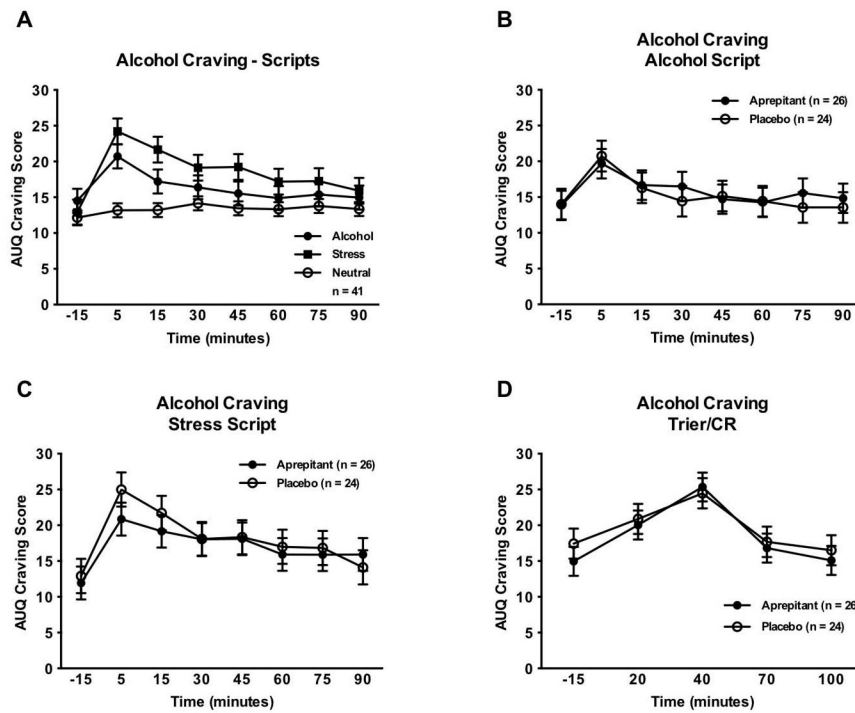 A
Alcohol Craving - Scripts
AUQ Craving Score
30
25
20
15
10
5
0
-15 5 15 30 45 60 75 90
Time (minutes)
Alcohol
Stress
Neutral
n = 41
B
Alcohol Craving
Alcohol Script
AUQ Craving Score
30
25
20
15
10
5
0
-15 5 15 30 45 60 75 90
Time (minutes)
Aprepitant (n = 26)
Placebo (n = 24)
C
Alcohol Craving
Stress Script
AUQ Craving Score
30
25
20
15
10
5
0
-15 5 15 30 45 60 75 90
Time (minutes)
Aprepitant (n = 26)
Placebo (n = 24)
D
Alcohol Craving
Trier/CR
AUQ Craving Score
30
25
20
15
10
5
0
-15 20 40 70 100
Time (minutes)
Aprepitant (n = 26
Placebo (n = 24)